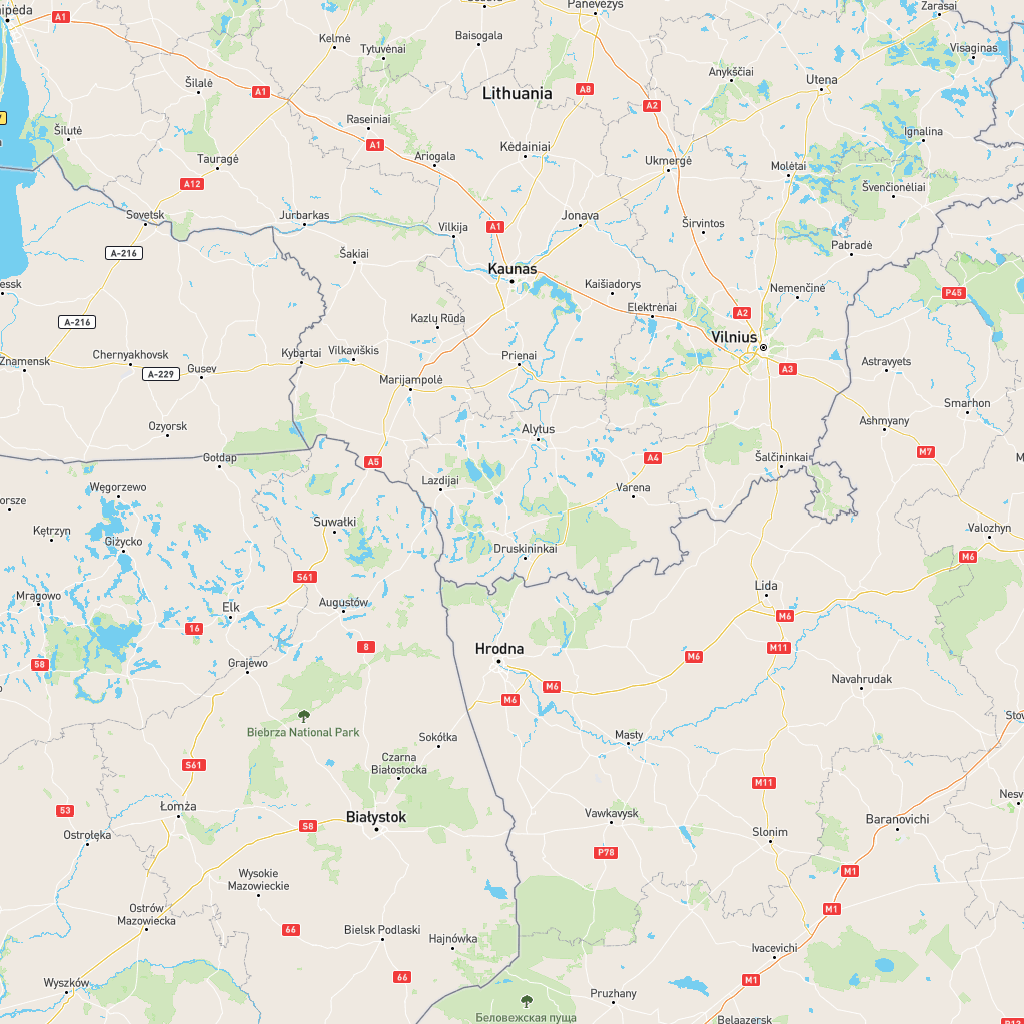 aipėda
A1
Kelmė
Tytuvėnai
Baisogala
Panevėžys
Zarasai
Visaginas
Šilalė
A1
Lithuania
A8
A2
Anykščiai
Utena
Šilutė
Raseiniai
A1
Ariogala
Kėdainiai
Ukmergė
Molėtai
Ignalina
Tauragė
A12
Švenčionėliai
Sovetsk
Jurbarkas
Vilkija
A1
Jonava
Širvintos
Pabradė
A-216
Šakiai
Kaunas
Kaišiadorys
Nemenčinė
P45
essk
A-216
Kazlų Rūda
Elektrėnai
A2
Vilnius
Znamensk
Chernyakhovsk
A-229
Gusev
Kybartai
Vilkaviškis
Prienai
A3
Astravyets
Marijampolė
Smarhon
Ozyorsk
Alytus
Ashmyany
M7
Gołdap
A5
A4
Šalčininkai
Lazdijai
Varena
Węgorzewo
orsze
Kętrzyn
Giżycko
Suwałki
Druskininkai
Valozhyn
M6
S61
Mrągowo
Ełk
Augustów
Lida
M6
16
8
M11
58
Grajewo
Hrodna
M6
M6
M6
Navahrudak
Biebrza National Park
Sokółka
Masty
Stov
S61
Czarna
Białostocka
M11
53
Łomża
Białystok
S8
Ostrołęka
Vawkavysk
Slonim
Baranovichi
Nesv
P78
M1
Wysokie
Mazowieckie
Ostrów
Mazowiecka
M1
66
Bielsk Podlaski
Hajnówka
Ivacevichi
66
M1
Wyszków
Pruzhany
Беловежская пуща
Belaazersk
P13